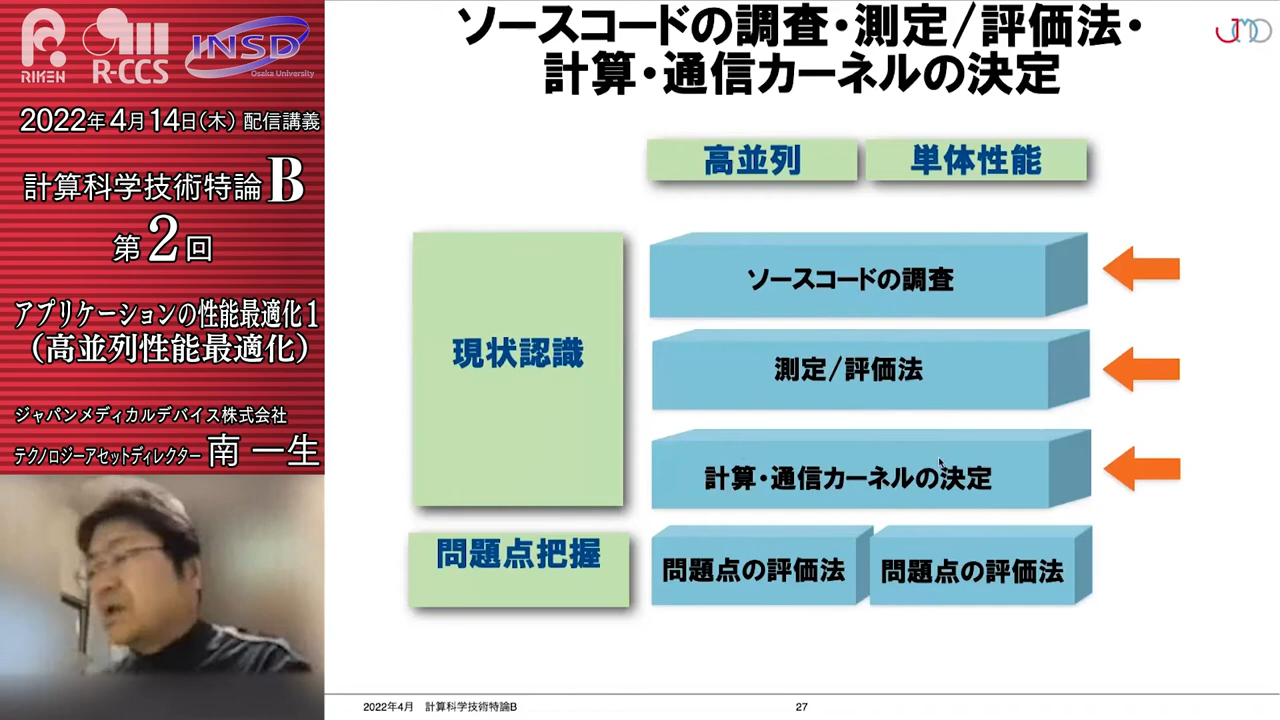 RIKEN
R-CCS
INSD
Osaka University
2022年4月14日(木) 配信講義
計算科学技術特論B
第2回
アプリケーションの性能最適化1
(高並列性能最適化)
ジャパンメディカルデバイス株式会社
テクノロジーアセットディレクター 南 一生
ソースコードの調査・測定/評価法・
計算・通信カーネルの決定
JMD
高並列 単体性能
現状認識
ソースコードの調査
測定/評価法
計算・通信カーネルの決定
問題点把握
問題点の評価法 問題点の評価法
2022年4月 計算科学技術特論B 27